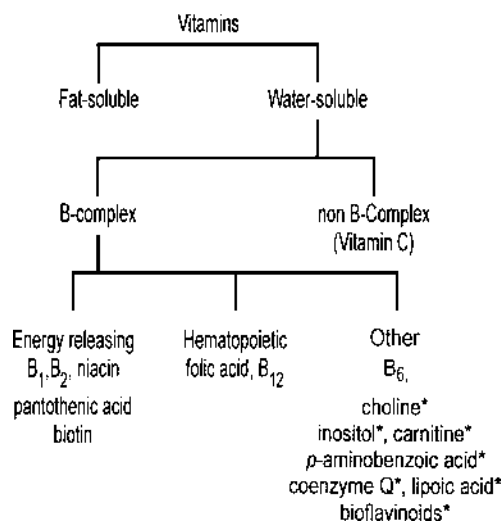 Vitamins
Fat-soluble
Water-soluble
B-complex
non B-Complex
(Vitamin C)
Energy releasing
B₁,B₂, niacin
pantothenic acid
biotin
Hematopoietic
folic acid, B₁₂
Other
B₆,
choline*
inositol*, carnitine*
p-aminobenzoic acid*
coenzyme Q*, lipoic acid*
bioflavinoids*